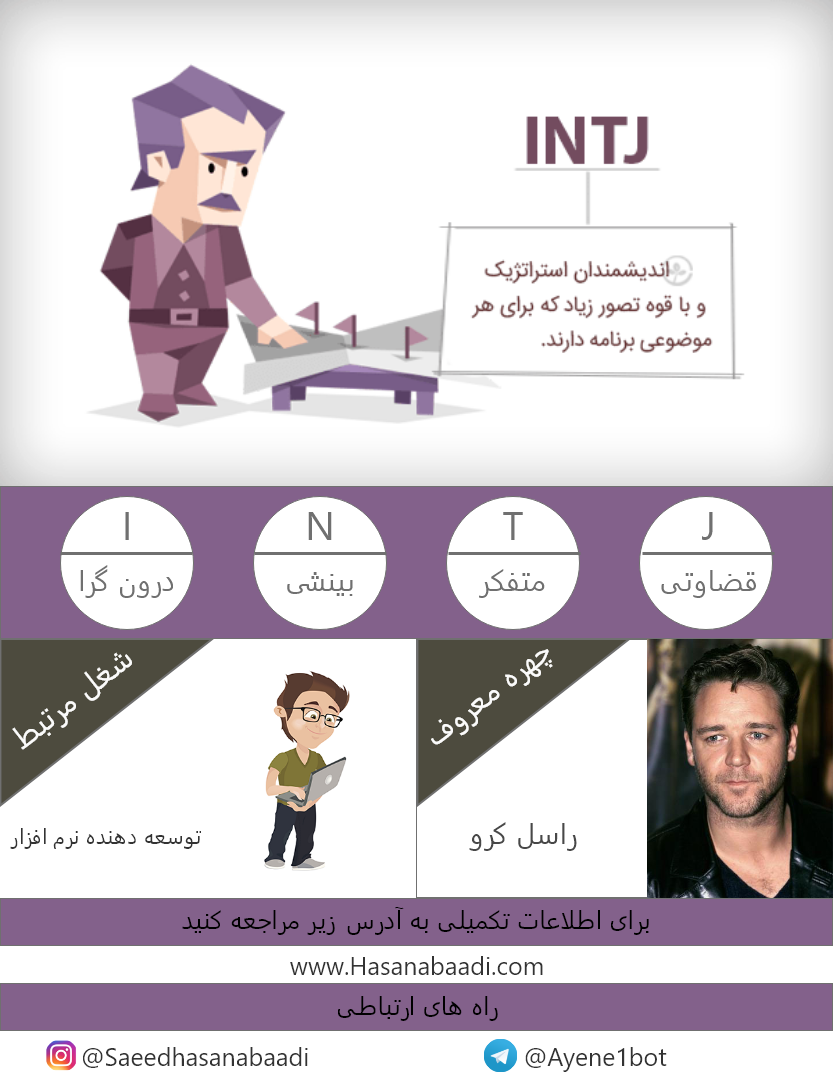 INTJ
اندیشمندان استراتژیک
و با قوه تصور زیاد که برای هر
موضوعی برنامه دارند.
I
N
T
J
درون گرا
بینشی
متفکر
قضاوتی
شغل مرتبط
توسعه دهنده نرم افزار
چهره معروف
راسل کرو
برای اطلاعات تکمیلی به آدرس زیر مراجعه کنید
www.Hasanabaadi.com
راه های ارتباطی
@Saeedhasanabaadi
@Ayene1bot